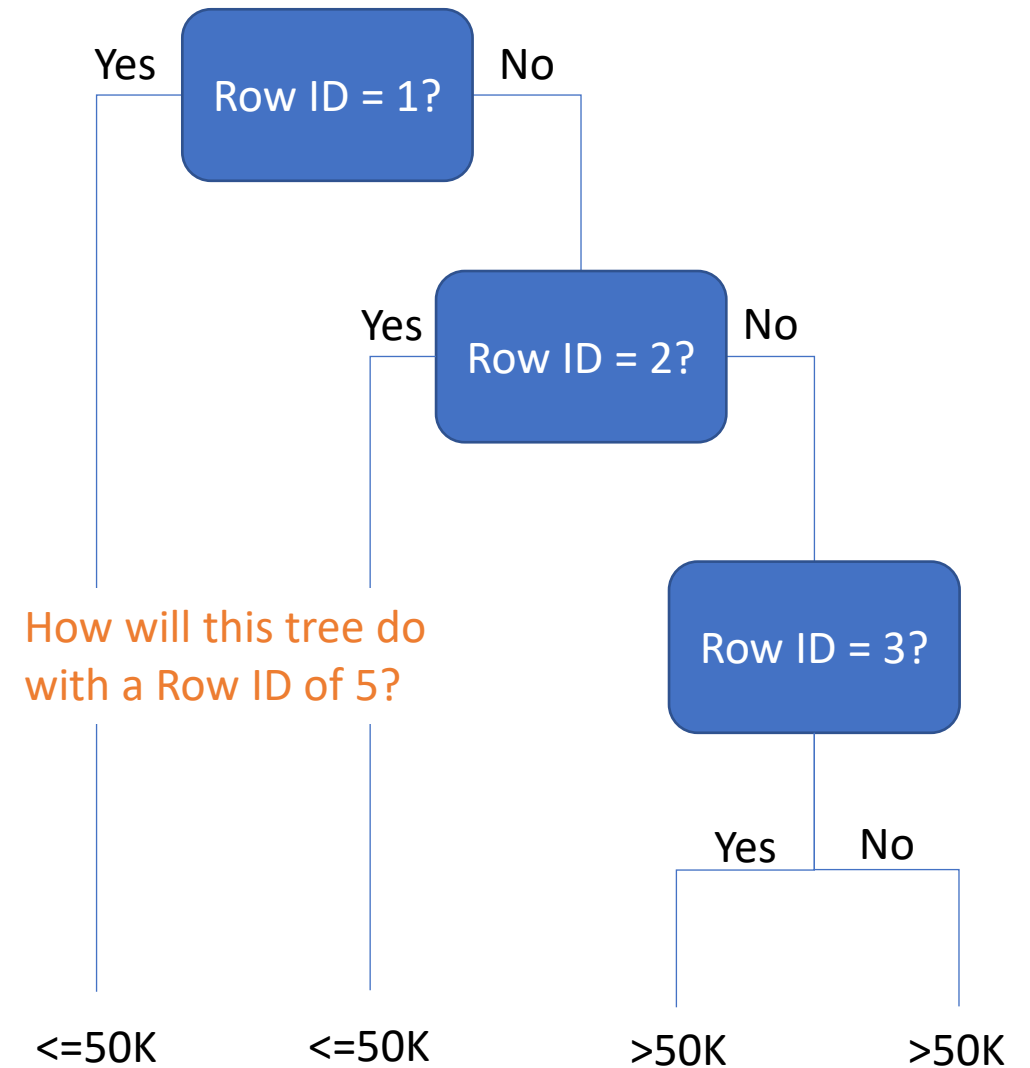 Yes
Row ID = 1?
No
Yes
Row ID = 2?
No
How will this tree do
with a Row ID of 5?
Row ID = 3?
Yes
No
<=50K
<=50K
>50K
>50K